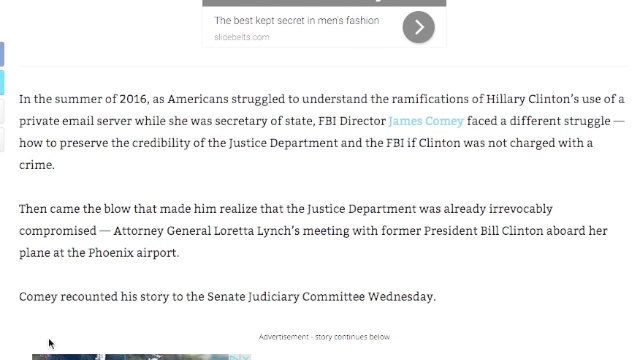 The best kept secret in men's fashion
slidebelts.com
In the summer of 2016, as Americans struggled to understand the ramifications of Hillary Clinton's use of a
private email server while she was secretary of state, FBI Director James Comey faced a different struggle —
how to preserve the credibility of the Justice Department and the FBI if Clinton was not charged with a
crime.
Then came the blow that made him realize that the Justice Department was already irrevocably
compromised — Attorney General Loretta Lynch's meeting with former President Bill Clinton aboard her
plane at the Phoenix airport.
Comey recounted his story to the Senate Judiciary Committee Wednesday.
Advertisement - story continues below